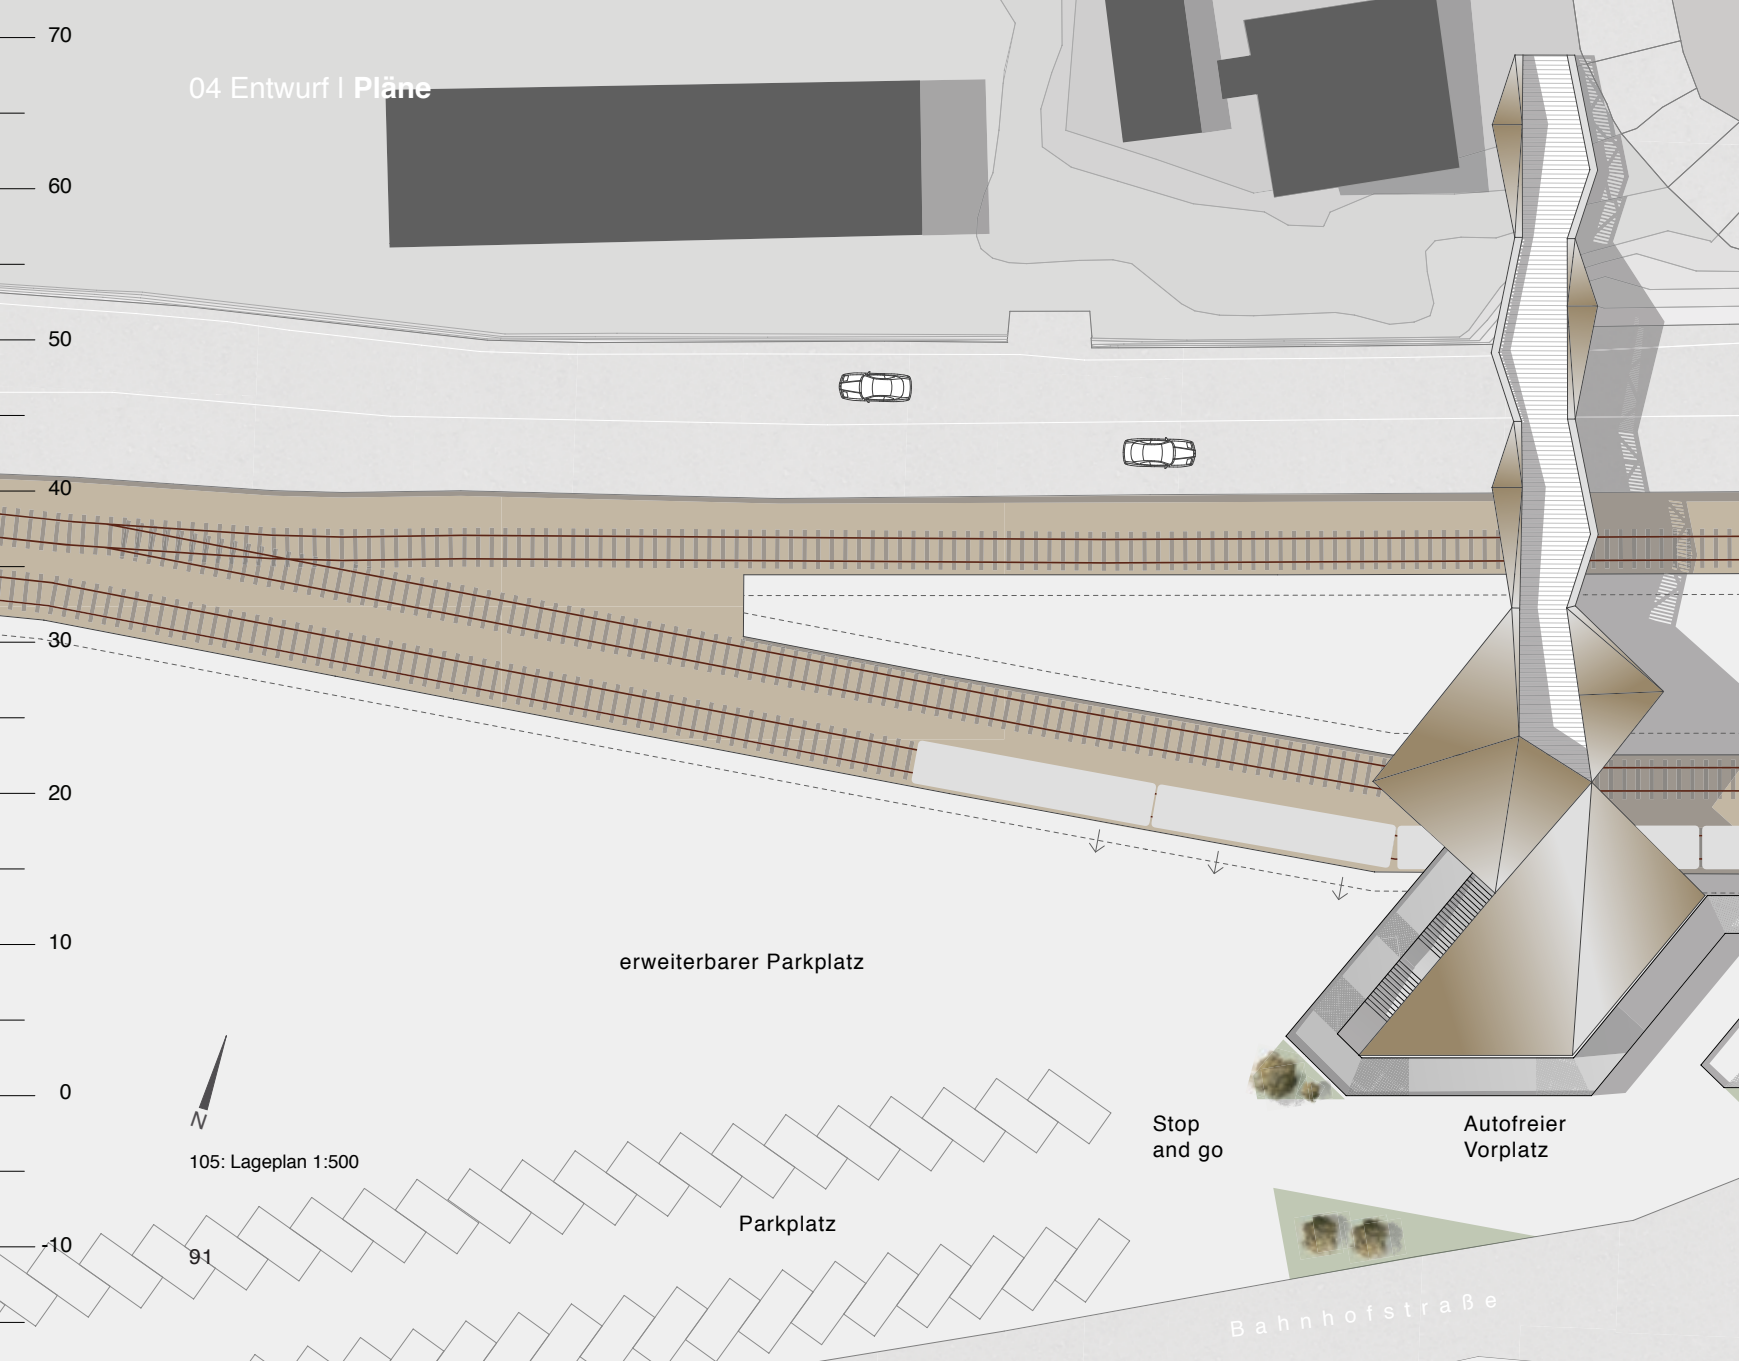 70
04 Entwurf | Pläne
60
50
40
30
20
erweiterbarer Parkplatz
10
0
N
Stop
and go
Autofreier
Vorplatz
105: Lageplan 1:500
Parkplatz
-10
91
Bahnhofstraße